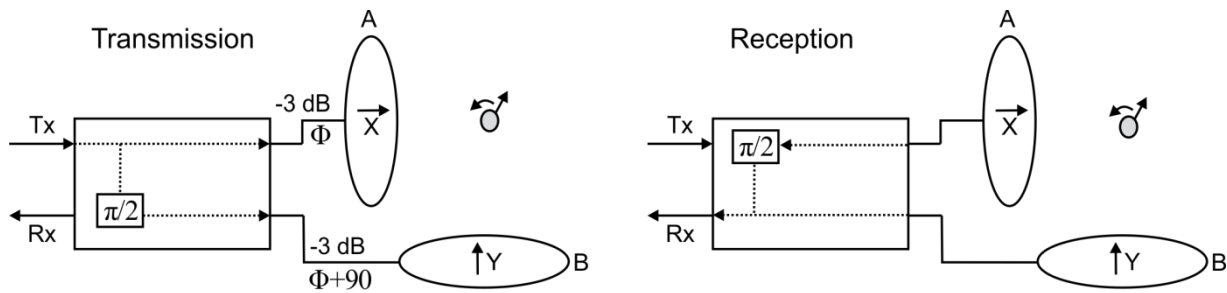 Transmission
A
-3 dB
Φ
X
Tx
π/2
Rx
-3 dB
Φ+90
Y
B
Reception
A
X
Tx
π/2
Rx
Y
B